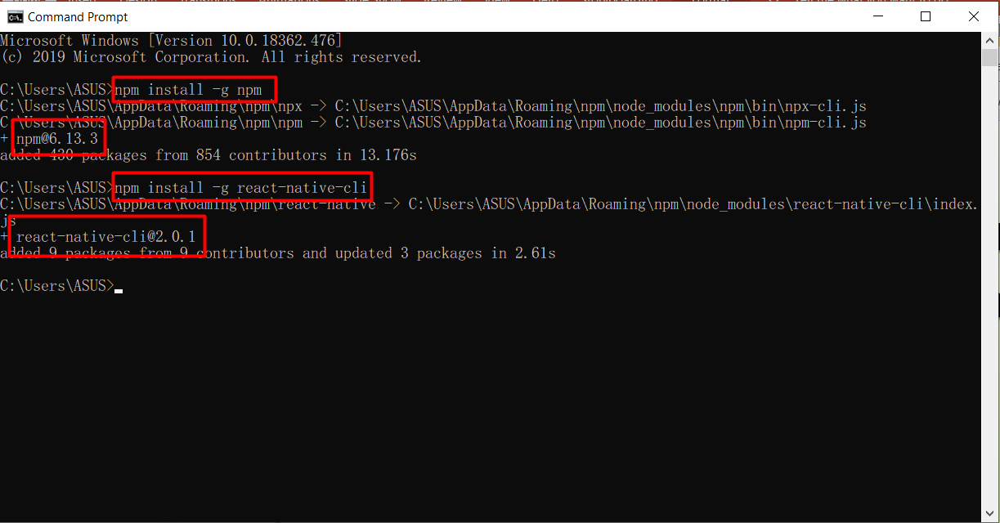 Command Prompt
Microsoft Windows [Version 10.0.18362.476]
(c) 2019 Microsoft Corporation. All rights reserved.
C:\Users\ASUS>npm install -g npm
C:\Users\ASUS\AppData\Roaming\npm\npx -> C:\Users\ASUS\AppData\Roaming\npm\node_modules\npm\bin\npx-cli.js
C:\Users\ASUS\AppData\Roaming\npm\npm -> C:\Users\ASUS\AppData\Roaming\npm\node_modules\npm\bin\npm-cli.js
+ npm@6.13.3
added 430 packages from 854 contributors in 13.176s
C:\Users\ASUS>npm install -g react-native-cli
C:\Users\ASUS\AppData\Roaming\npm\react-native -> C:\Users\ASUS\AppData\Roaming\npm\node_modules\react-native-cli\index.
js
+ react-native-cli@2.0.1
added 9 packages from 9 contributors and updated 3 packages in 2.61s
C:\Users\ASUS>